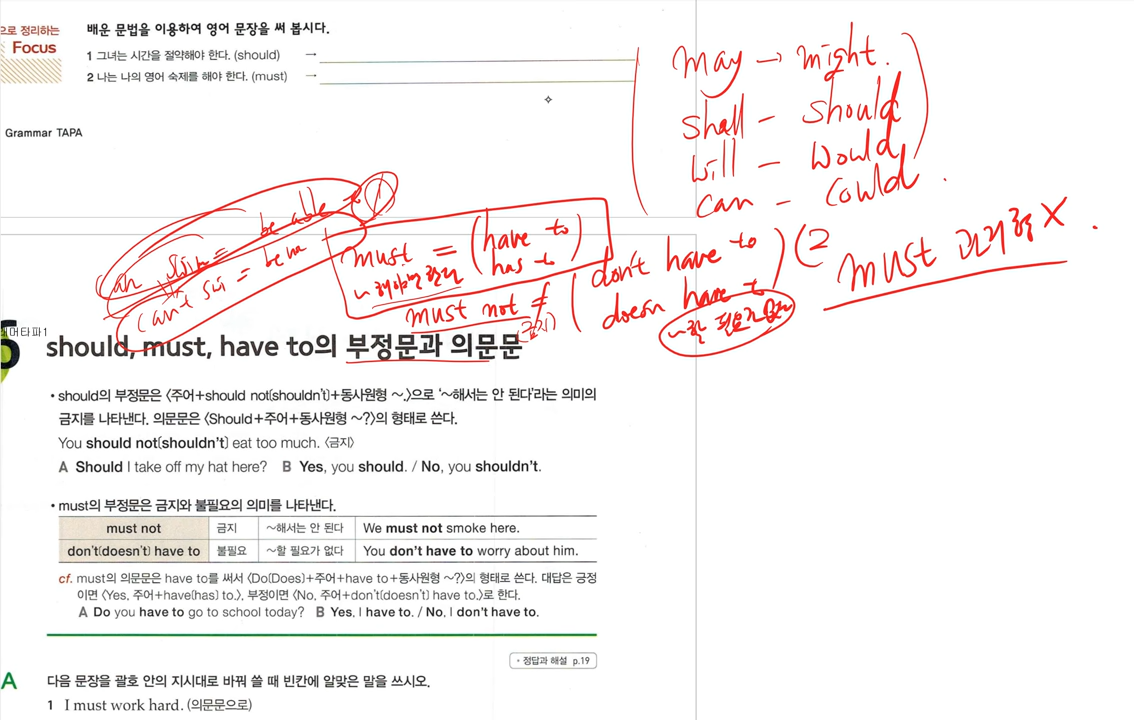 으로 정리하는
Focus
배운 문법을 이용하여 영어 문장을 써 봅시다.
1 그녀는 시간을 절약해야 한다. (should) →
2 나는 나의 영어 숙제를 해야 한다. (must) →
Grammar TAPA
may → might.
shall - should
will - would
can - could.
can = be able to
can't = be
must = (have to
has to)
must not ≠ (don't have to
doesn have to) (2
(금지)
~할 필요가 없다
must 과거형 X.
머타파1
should, must, have to의 부정문과 의문문
• should의 부정문은 〈주어+should not(shouldn't)+동사원형 ~.〉으로 '~해서는 안 된다'라는 의미의
금지를 나타낸다. 의문문은 〈Should+주어+동사원형 ~?〉의 형태로 쓴다.
You should not(shouldn't) eat too much. 〈금지〉
A Should I take off my hat here? B Yes, you should. / No, you shouldn't.
• must의 부정문은 금지와 불필요의 의미를 나타낸다.
must not 금지 ~해서는 안 된다 We must not smoke here.
don't(doesn't) have to 불필요 ~할 필요가 없다 You don't have to worry about him.
cf. must의 의문문은 have to를 써서 〈Do(Does)+주어+have to+동사원형 ~?〉의 형태로 쓴다. 대답은 긍정
이면 〈Yes, 주어+have(has) to.〉, 부정이면 〈No, 주어+don't(doesn't) have to.〉로 한다.
A Do you have to go to school today? B Yes, I have to. / No, I don't have to.
• 정답과 해설 p.19
A 다음 문장을 괄호 안의 지시대로 바꿔 쓸 때 빈칸에 알맞은 말을 쓰시오.
1 I must work hard. (의문문으로)